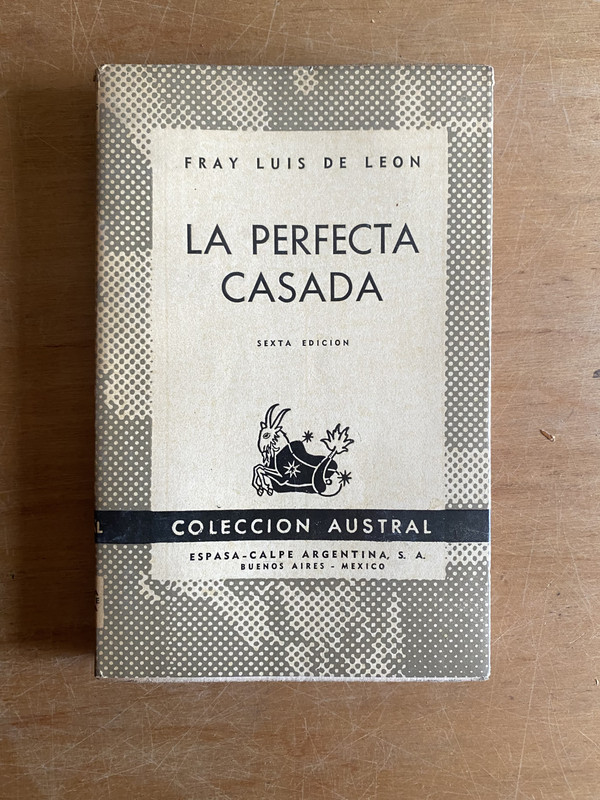 FRAY LUIS DE LEON
LA PERFECTA
CASADA
SEXTA EDICION
L
COLECCION AUSTRAL
ESPASA-CALPE ARGENTINA, S. A.
BUENOS AIRES - MEXICO